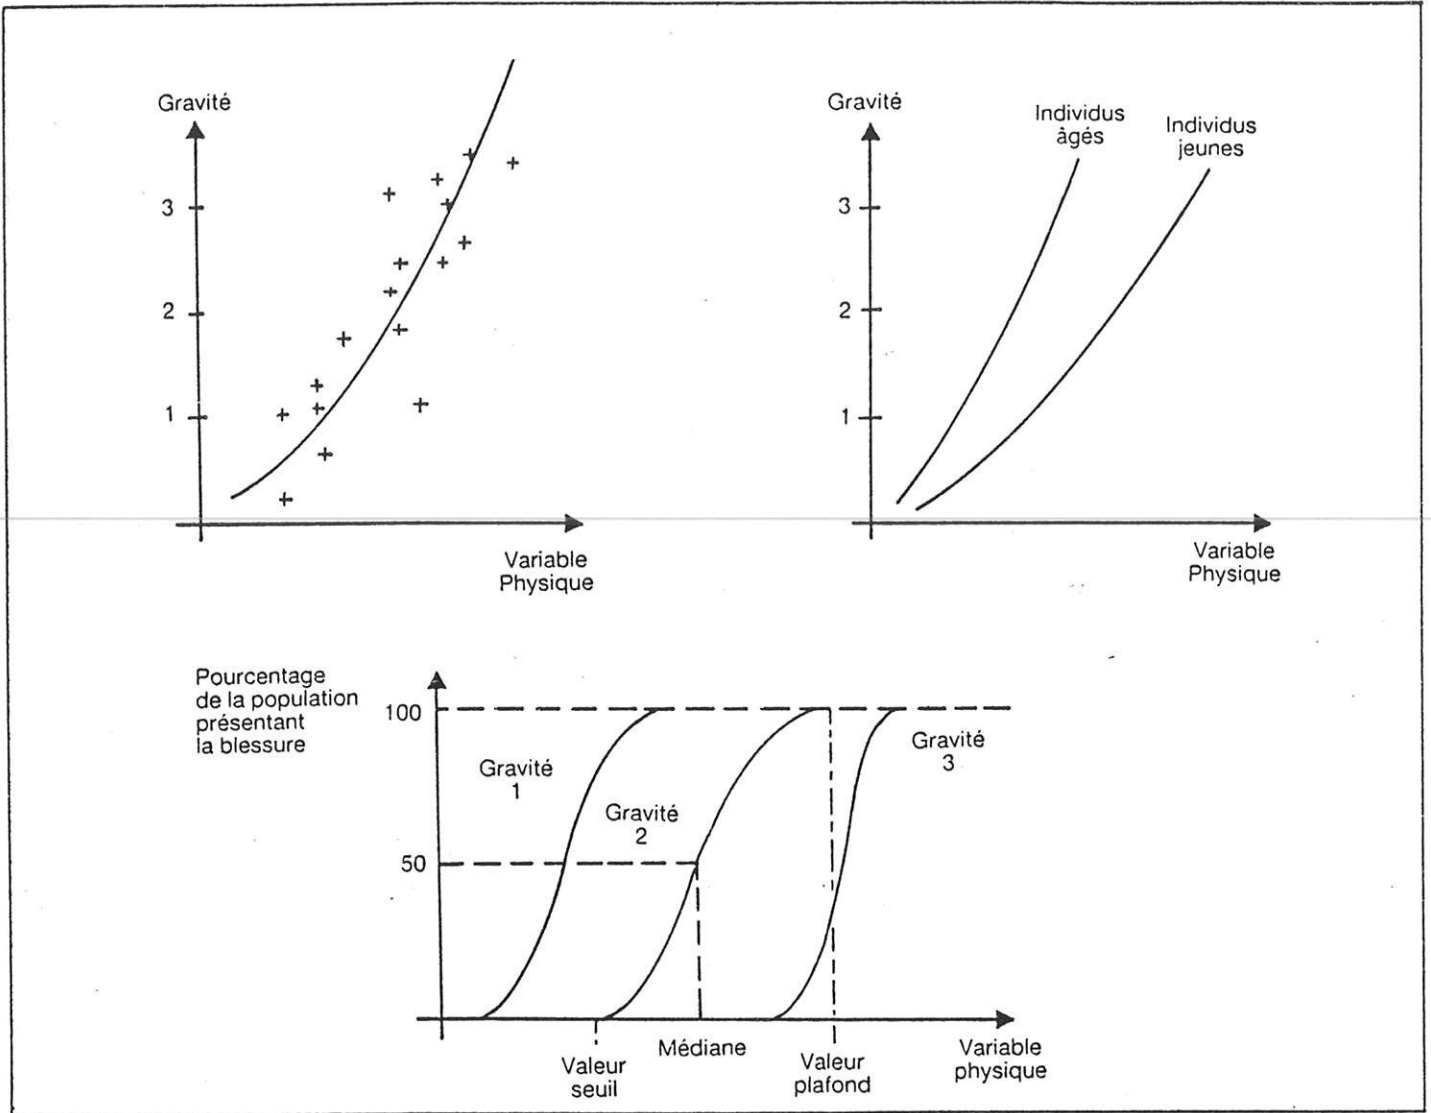 Gravité
3
2
1
Variable
Physique
Gravité
Individus
âgés
Individus
jeunes
3
2
1
Variable
Physique
Pourcentage
de la population
présentant
la blessure
100
50
Gravité
1
Gravité
2
Gravité
3
Valeur
seuil
Médiane
Valeur
plafond
Variable
physique